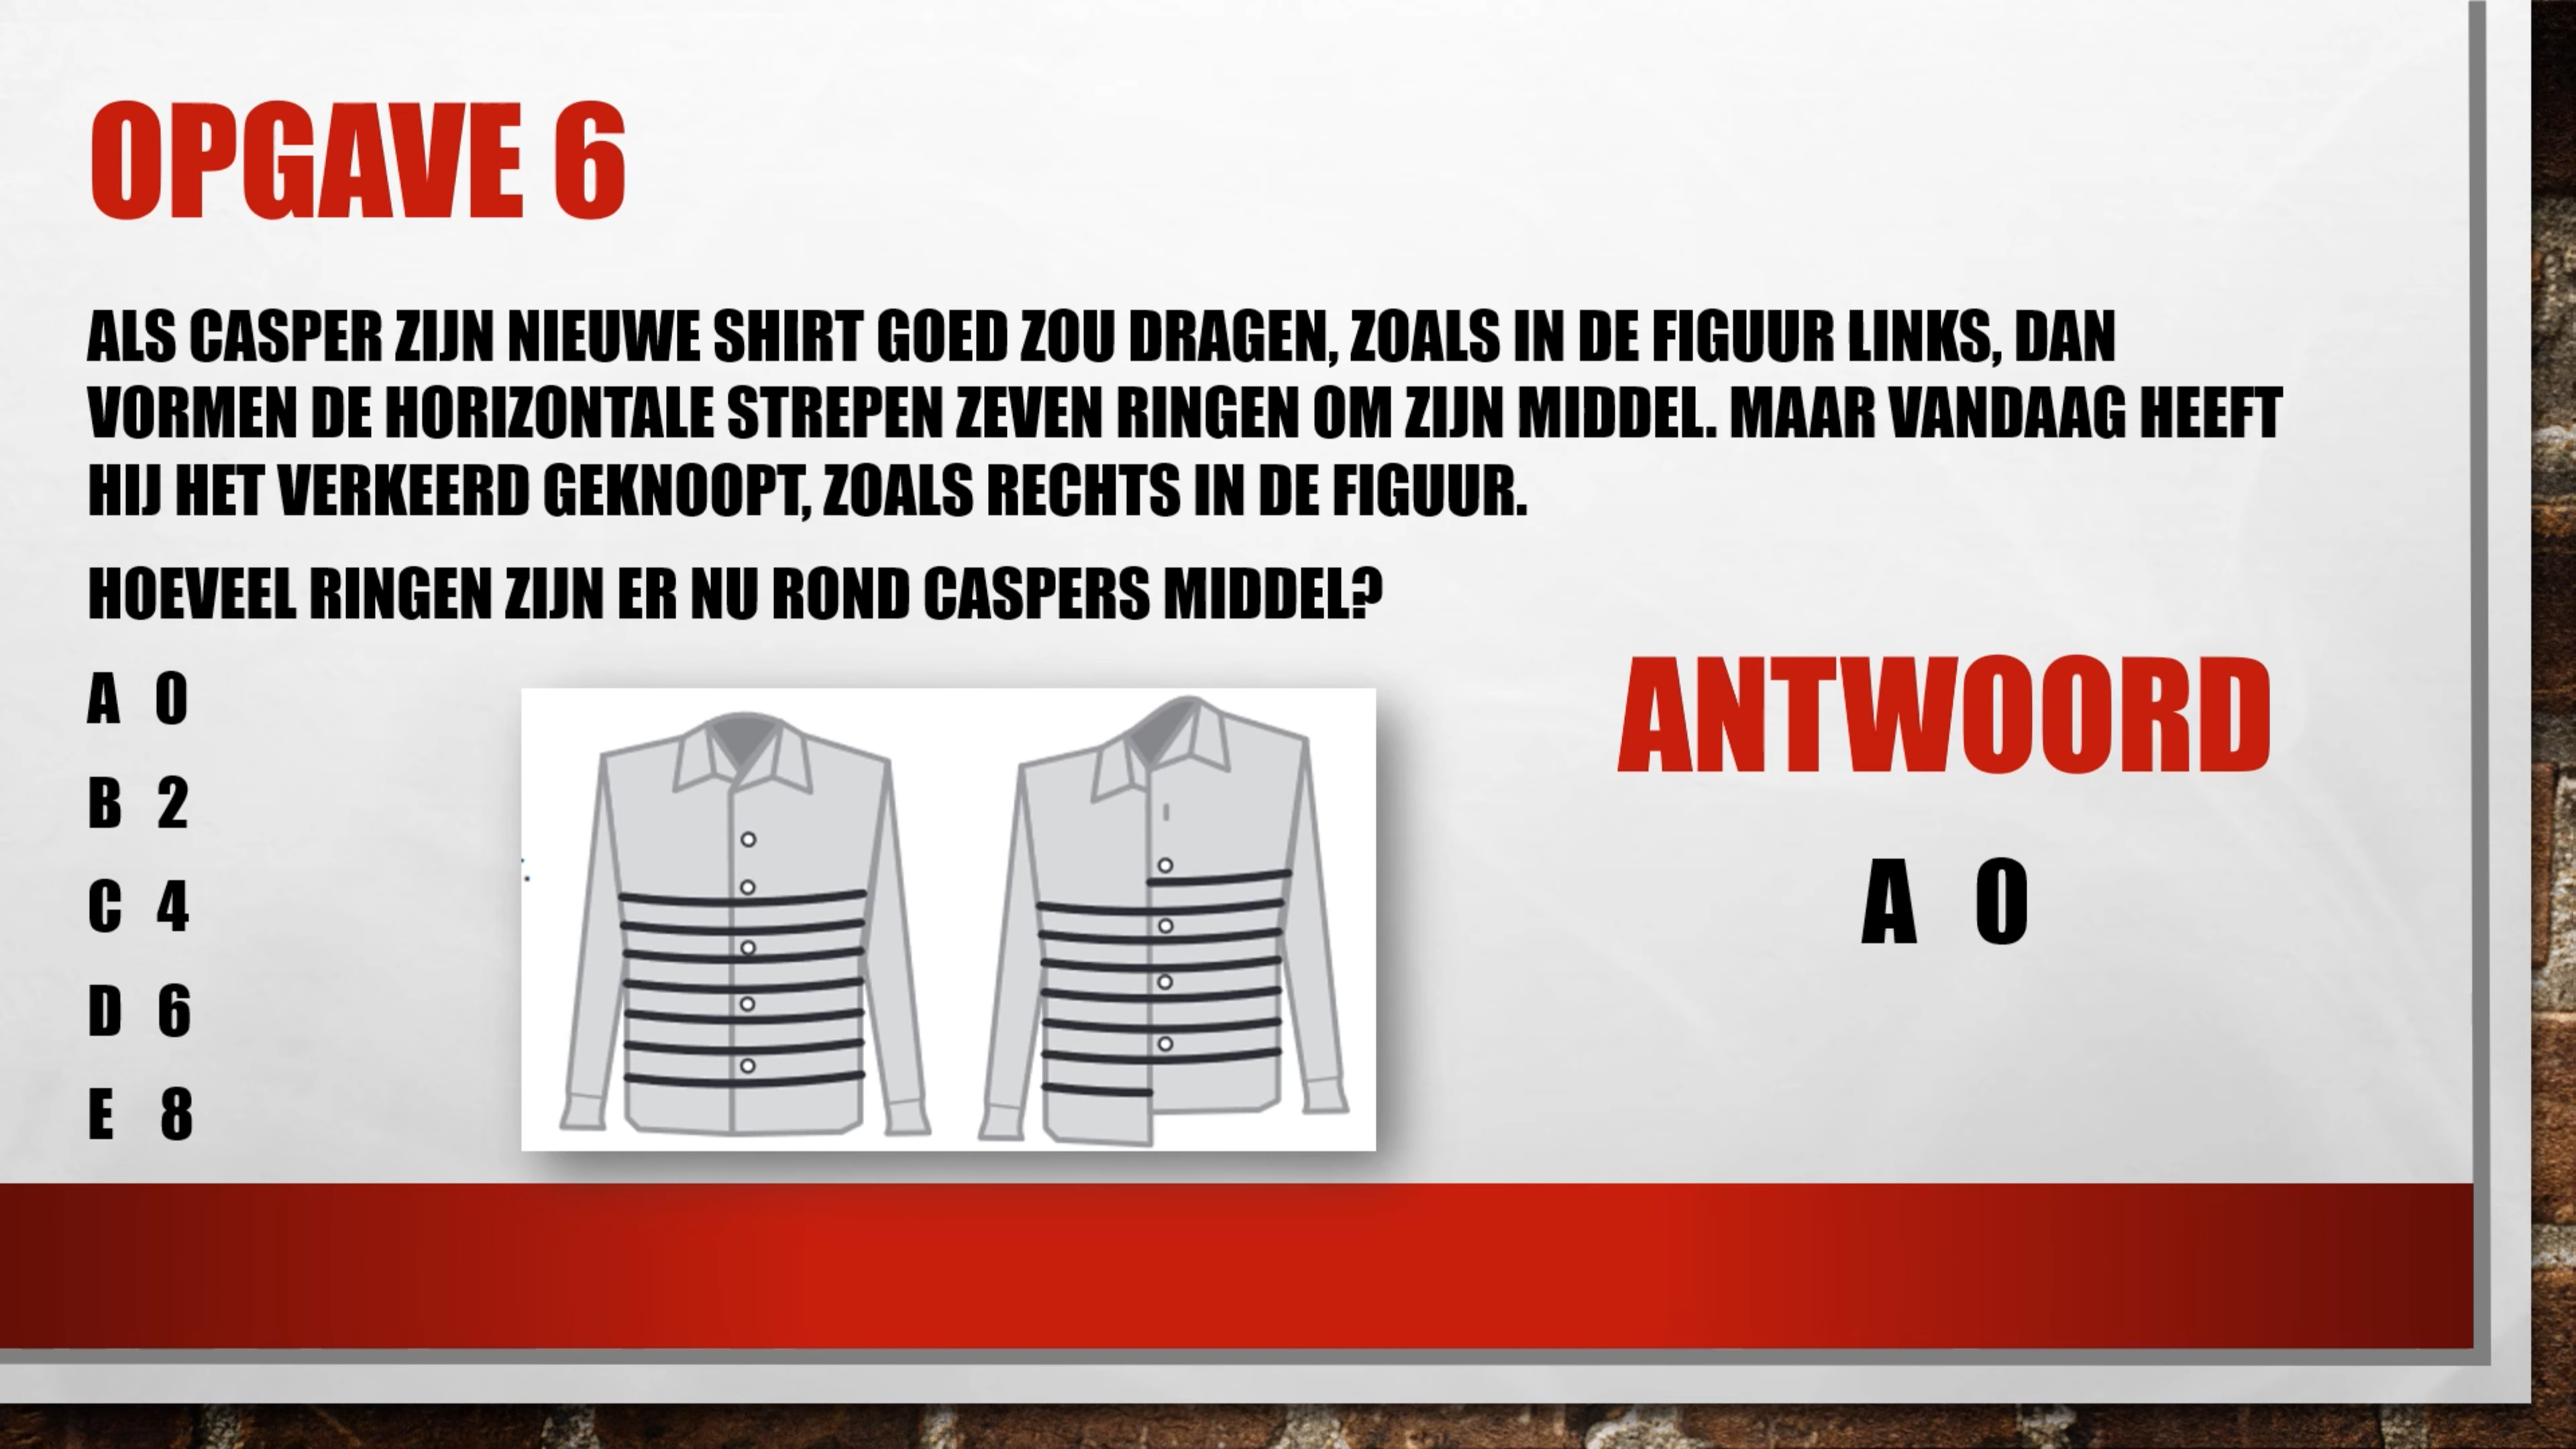 OPGAVE 6
ALS CASPER ZIJN NIEUWE SHIRT GOED ZOU DRAGEN, ZOALS IN DE FIGUUR LINKS, DAN
VORMEN DE HORIZONTALE STREPEN ZEVEN RINGEN OM ZIJN MIDDEL. MAAR VANDAAG HEEFT
HIJ HET VERKEERD GEKNOOPT, ZOALS RECHTS IN DE FIGUUR.
HOEVEEL RINGEN ZIJN ER NU ROND CASPERS MIDDEL?
A 0
B 2
C 4
D 6
E 8
ANTWOORD
A 0